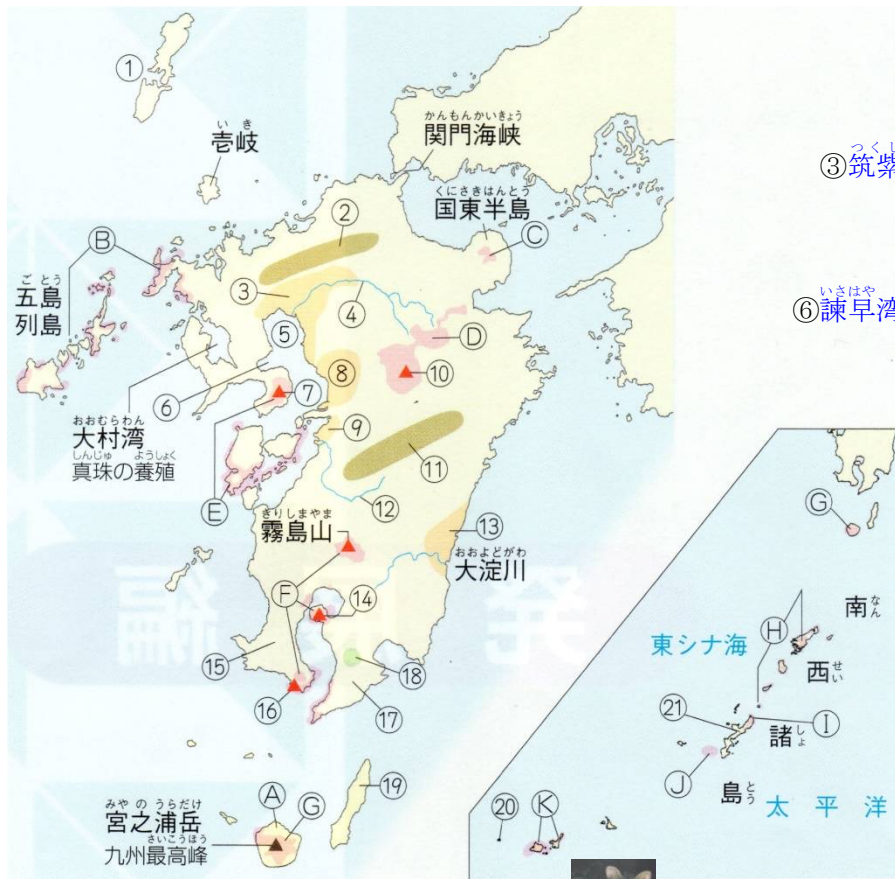 ①
いき
壱岐
かんもんかいきょう
関門海峡
くにさきはんとう
国東半島
Ⓒ
②
③
④
Ⓑ
ごとう
五島
列島
⑤
⑥
⑦
⑧
⑨
⑩
Ⓓ
⑪
おおむらわん
大村湾
しんじゅ ようしょく
真珠の養殖
Ⓔ
⑫
⑬
きりしまやま
霧島山
おおよどがわ
大淀川
Ⓕ
⑭
⑮
⑯
⑰
⑱
⑲
みやのうらだけ
宮之浦岳
さいこうほう
九州最高峰
Ⓐ
Ⓖ
つくし
③筑紫
いさはや
⑥諫早湾
Ⓖ
なん
南
せい
西
しょ
諸
とう
島
東シナ海
太平洋
Ⓗ
Ⓘ
㉑
Ⓙ
⑳
Ⓚ